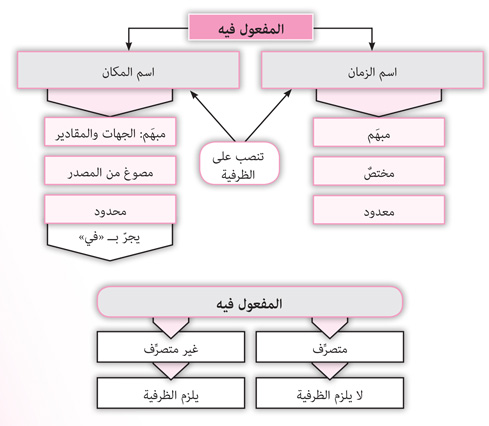 المفعول فيه
اسم الزمان
اسم المكان
مبهَم
مبهَم: الجهات والمقادير
تنصب على
الظرفية
مختصٌ
مصوغ من المصدر
معدود
محدود
يجرّ بــ «في»
المفعول فيه
متصرِّف
غير متصرِّف
لا يلزم الظرفية
يلزم الظرفية